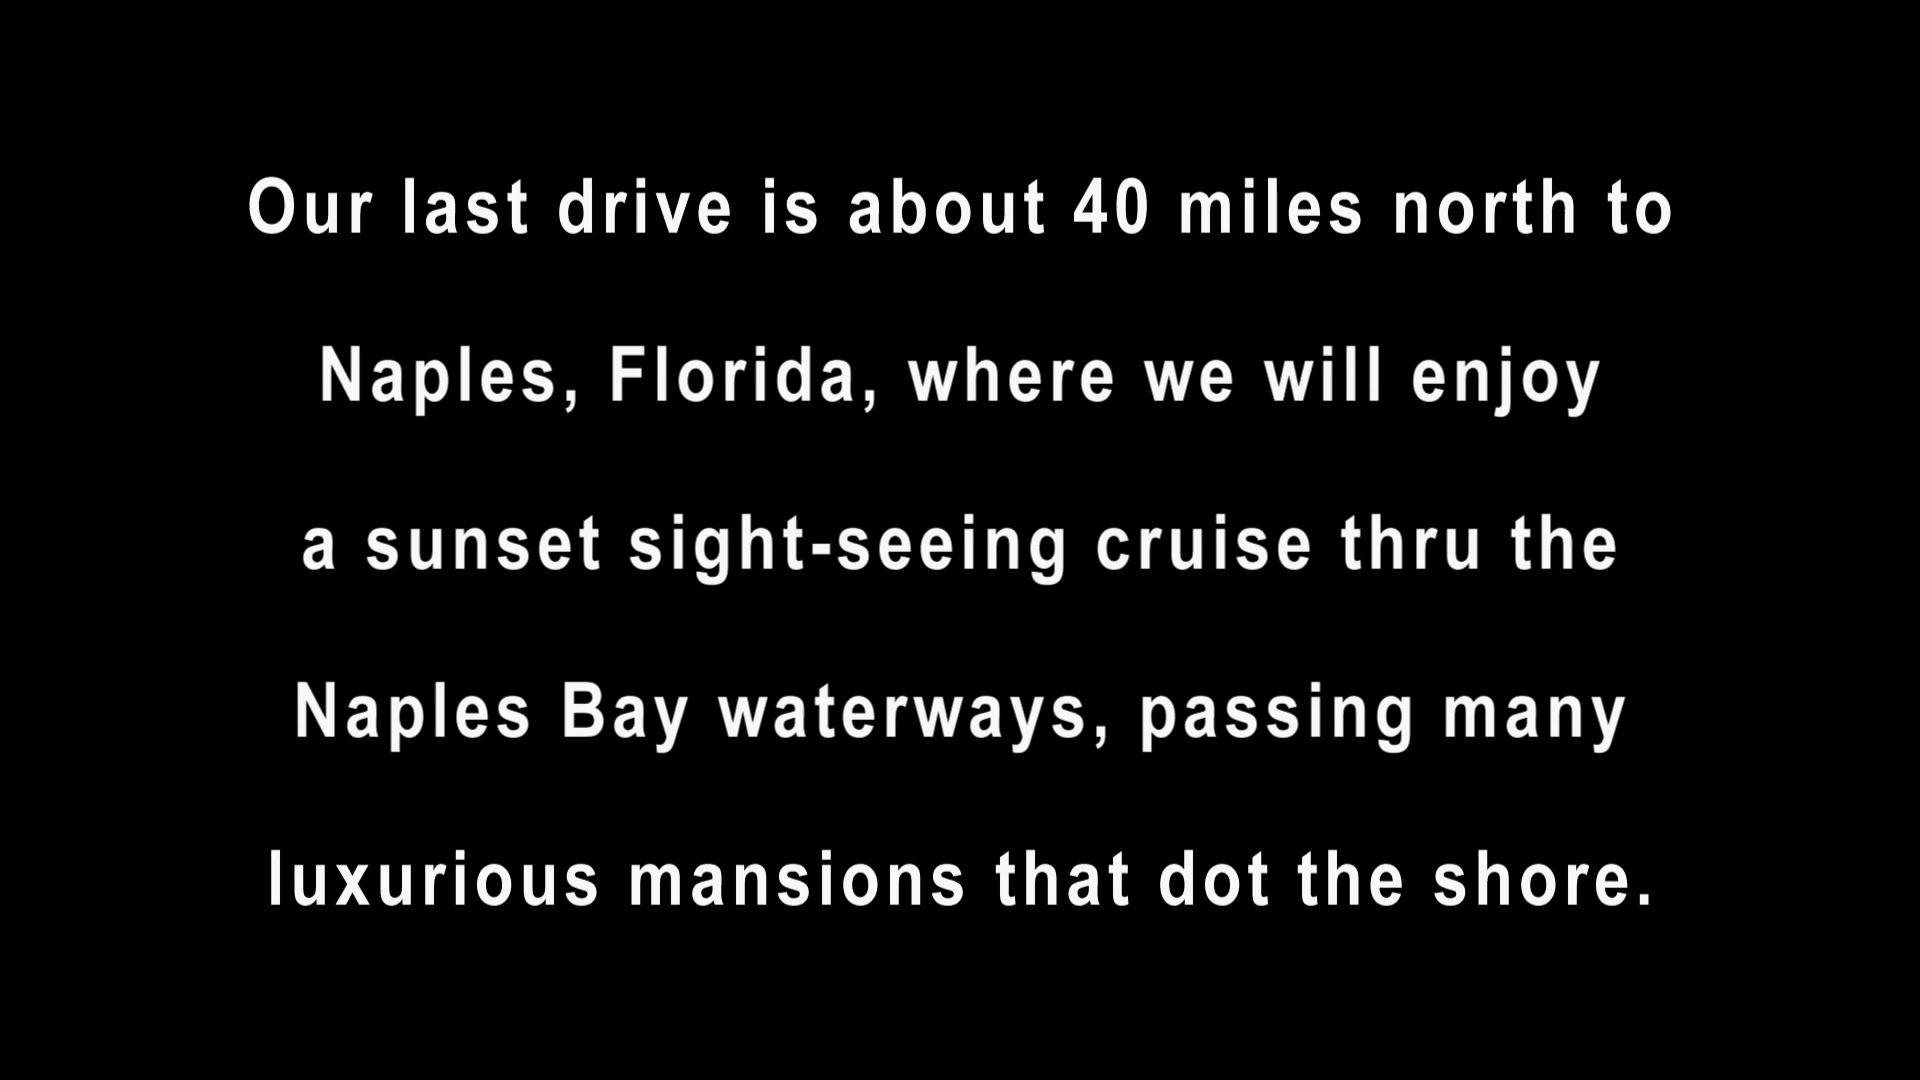 Our last drive is about 40 miles north to
Naples, Florida, where we will enjoy
a sunset sight-seeing cruise thru the
Naples Bay waterways, passing many
luxurious mansions that dot the shore.